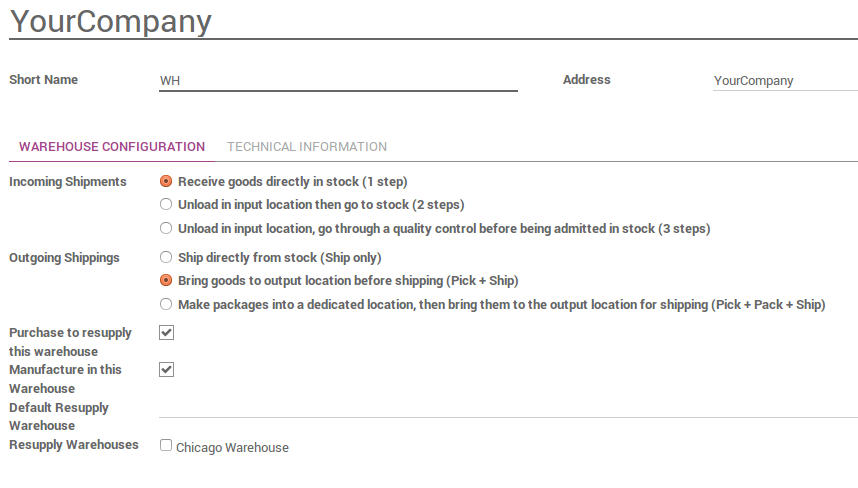 YourCompany
Short Name WH Address YourCompany
WAREHOUSE CONFIGURATION TECHNICAL INFORMATION
Incoming Shipments Receive goods directly in stock (1 step)
Unload in input location then go to stock (2 steps)
Unload in input location, go through a quality control before being admitted in stock (3 steps)
Outgoing Shippings Ship directly from stock (Ship only)
Bring goods to output location before shipping (Pick + Ship)
Make packages into a dedicated location, then bring them to the output location for shipping (Pick + Pack + Ship)
Purchase to resupply
this warehouse
Manufacture in this
Warehouse
Default Resupply
Warehouse
Resupply Warehouses Chicago Warehouse